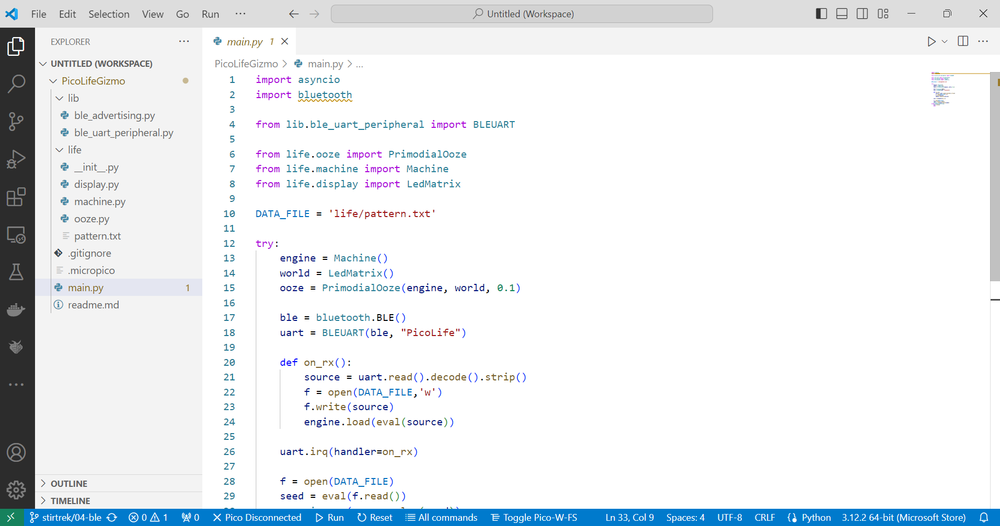 File Edit Selection View Go Run ··· Untitled (Workspace)
EXPLORER ···
UNTITLED (WORKSPACE)
PicoLifeGizmo
lib
ble_advertising.py
ble_uart_peripheral.py
life
__init__.py
display.py
machine.py
ooze.py
pattern.txt
.gitignore
.micropico
main.py 1
readme.md
OUTLINE
TIMELINE
main.py 1
PicoLifeGizmo > main.py > ...
1 import asyncio
2 import bluetooth
3
4 from lib.ble_uart_peripheral import BLEUART
5
6 from life.ooze import PrimodialOoze
7 from life.machine import Machine
8 from life.display import LedMatrix
9
10 DATA_FILE = 'life/pattern.txt'
11
12 try:
13 engine = Machine()
14 world = LedMatrix()
15 ooze = PrimodialOoze(engine, world, 0.1)
16
17 ble = bluetooth.BLE()
18 uart = BLEUART(ble, "PicoLife")
19
20 def on_rx():
21 source = uart.read().decode().strip()
22 f = open(DATA_FILE,'w')
23 f.write(source)
24 engine.load(eval(source))
25
26 uart.irq(handler=on_rx)
27
28 f = open(DATA_FILE)
29 seed = eval(f.read())
stirtrek/04-ble 0 1 0 Pico Disconnected Run Reset All commands Toggle Pico-W-FS Ln 33, Col 9 Spaces: 4 UTF-8 CRLF Python 3.12.2 64-bit (Microsoft Store)